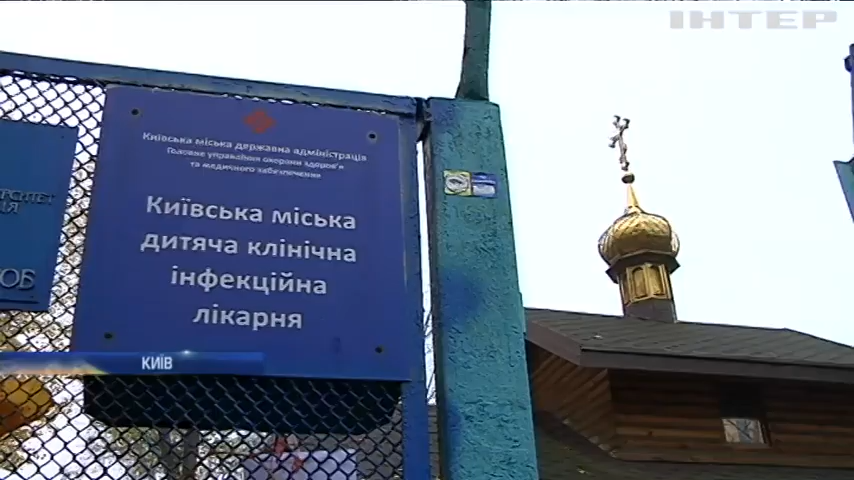 ІНТЕР
Київська міська державна адміністрація
Головне управління охорони здоров'я
та медичного забезпечення
Київська міська
дитяча клінічна
інфекційна
лікарня
КИЇВ